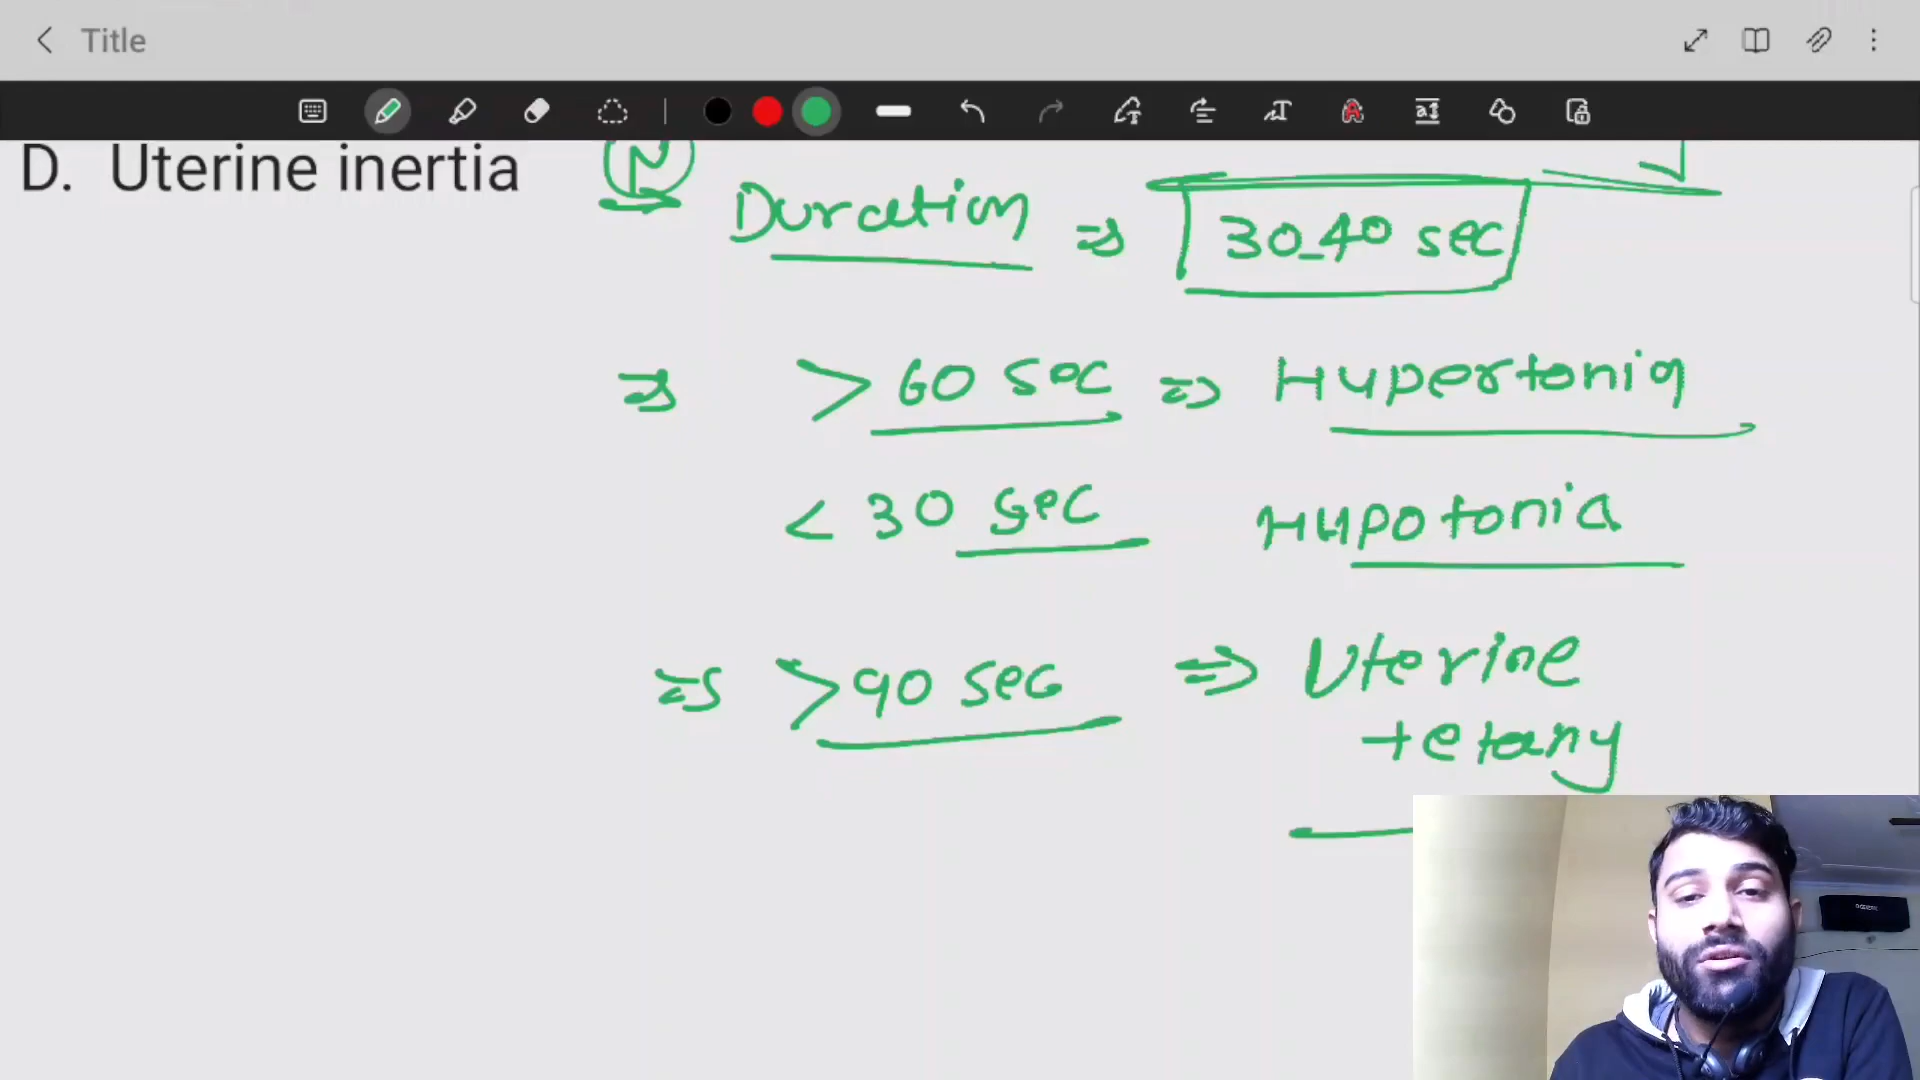 Title
D. Uterine inertia N
Duration ⇒ 30-40 sec
⇒ > 60 sec ⇒ Hypertonia
< 30 sec Hypotonia
⇒ > 90 sec ⇒ Uterine
tetany